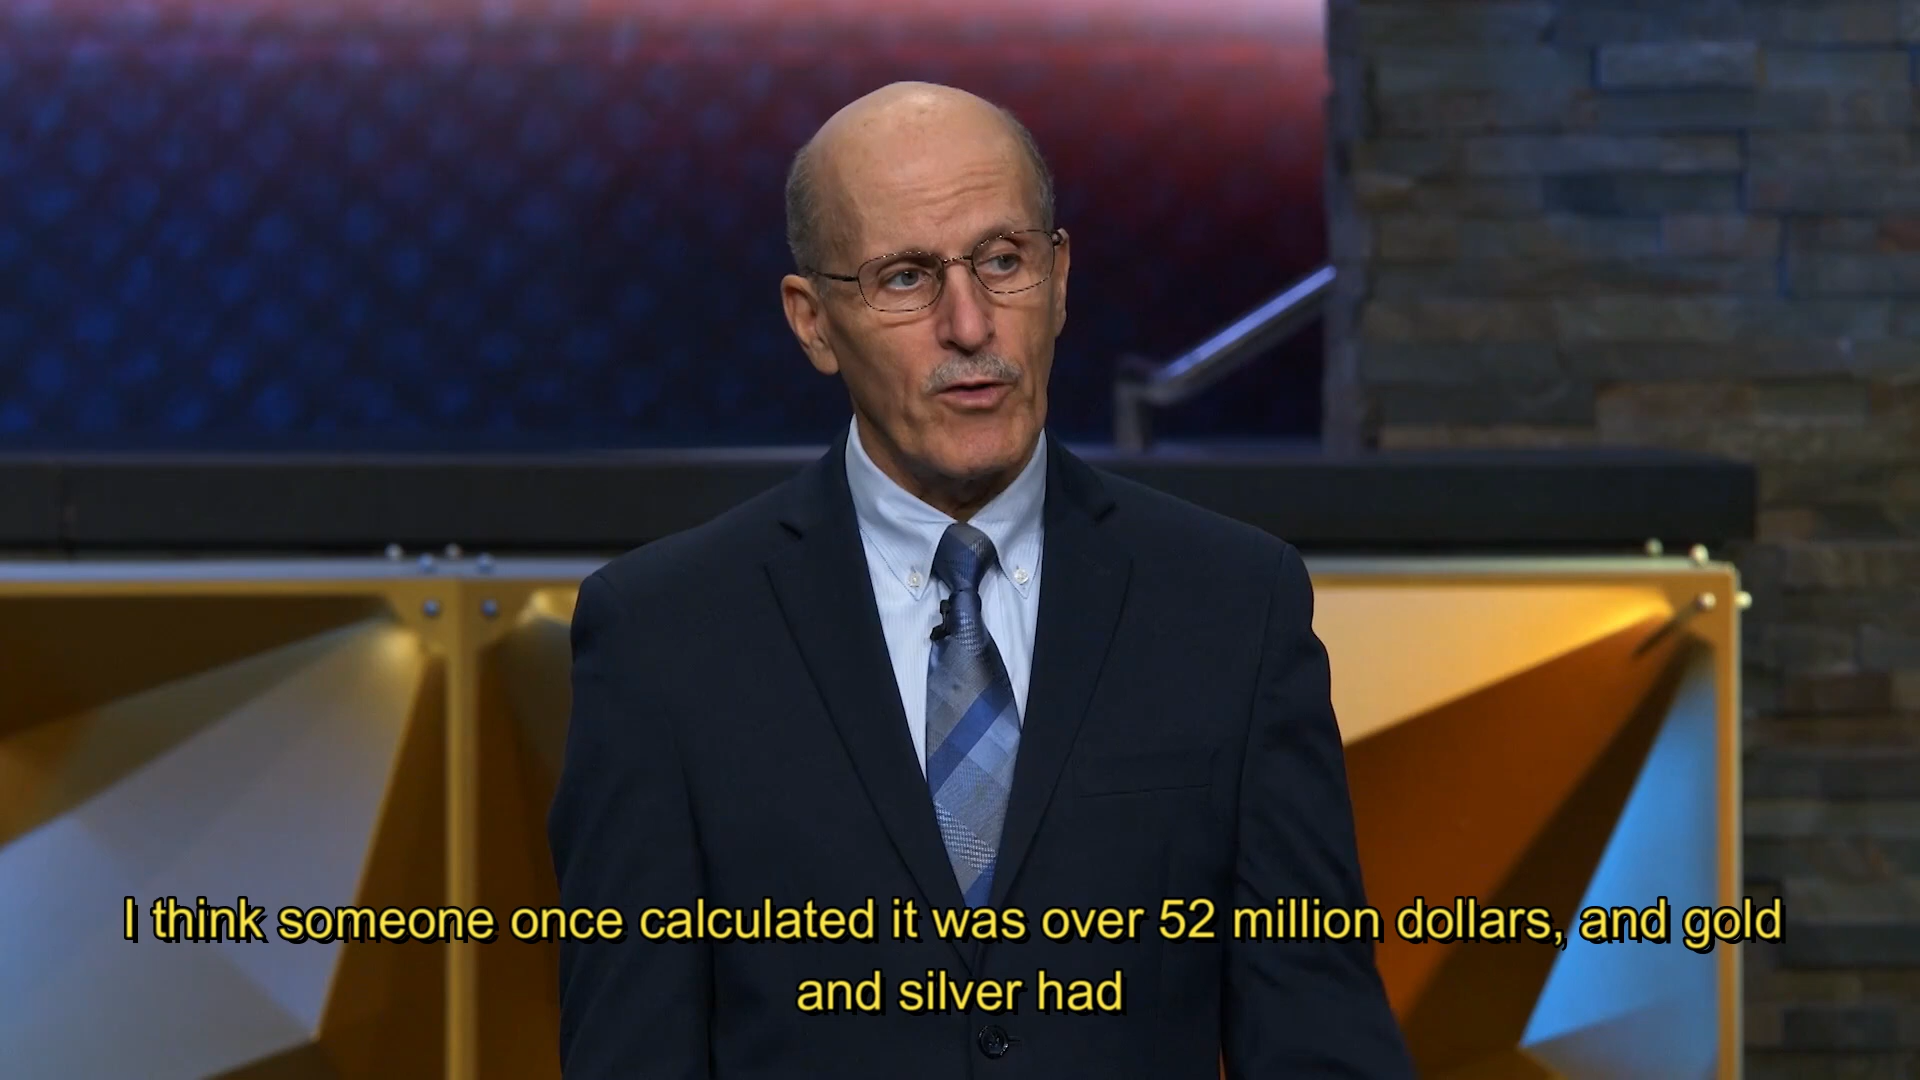 I think someone once calculated it was over 52 million dollars, and gold
and silver had